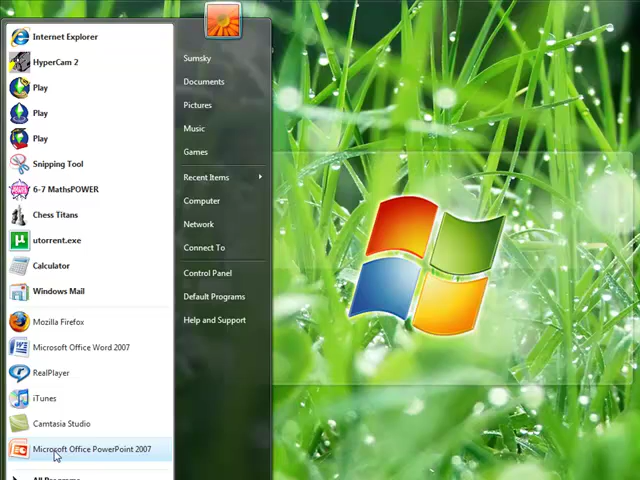 Internet Explorer
HyperCam 2
Play
Play
Play
Snipping Tool
6-7 MathsPOWER
Chess Titans
utorrent.exe
Calculator
Windows Mail
Mozilla Firefox
Microsoft Office Word 2007
RealPlayer
iTunes
Camtasia Studio
Microsoft Office PowerPoint 2007
All Programs
Sumsky
Documents
Pictures
Music
Games
Recent Items
Computer
Network
Connect To
Control Panel
Default Programs
Help and Support